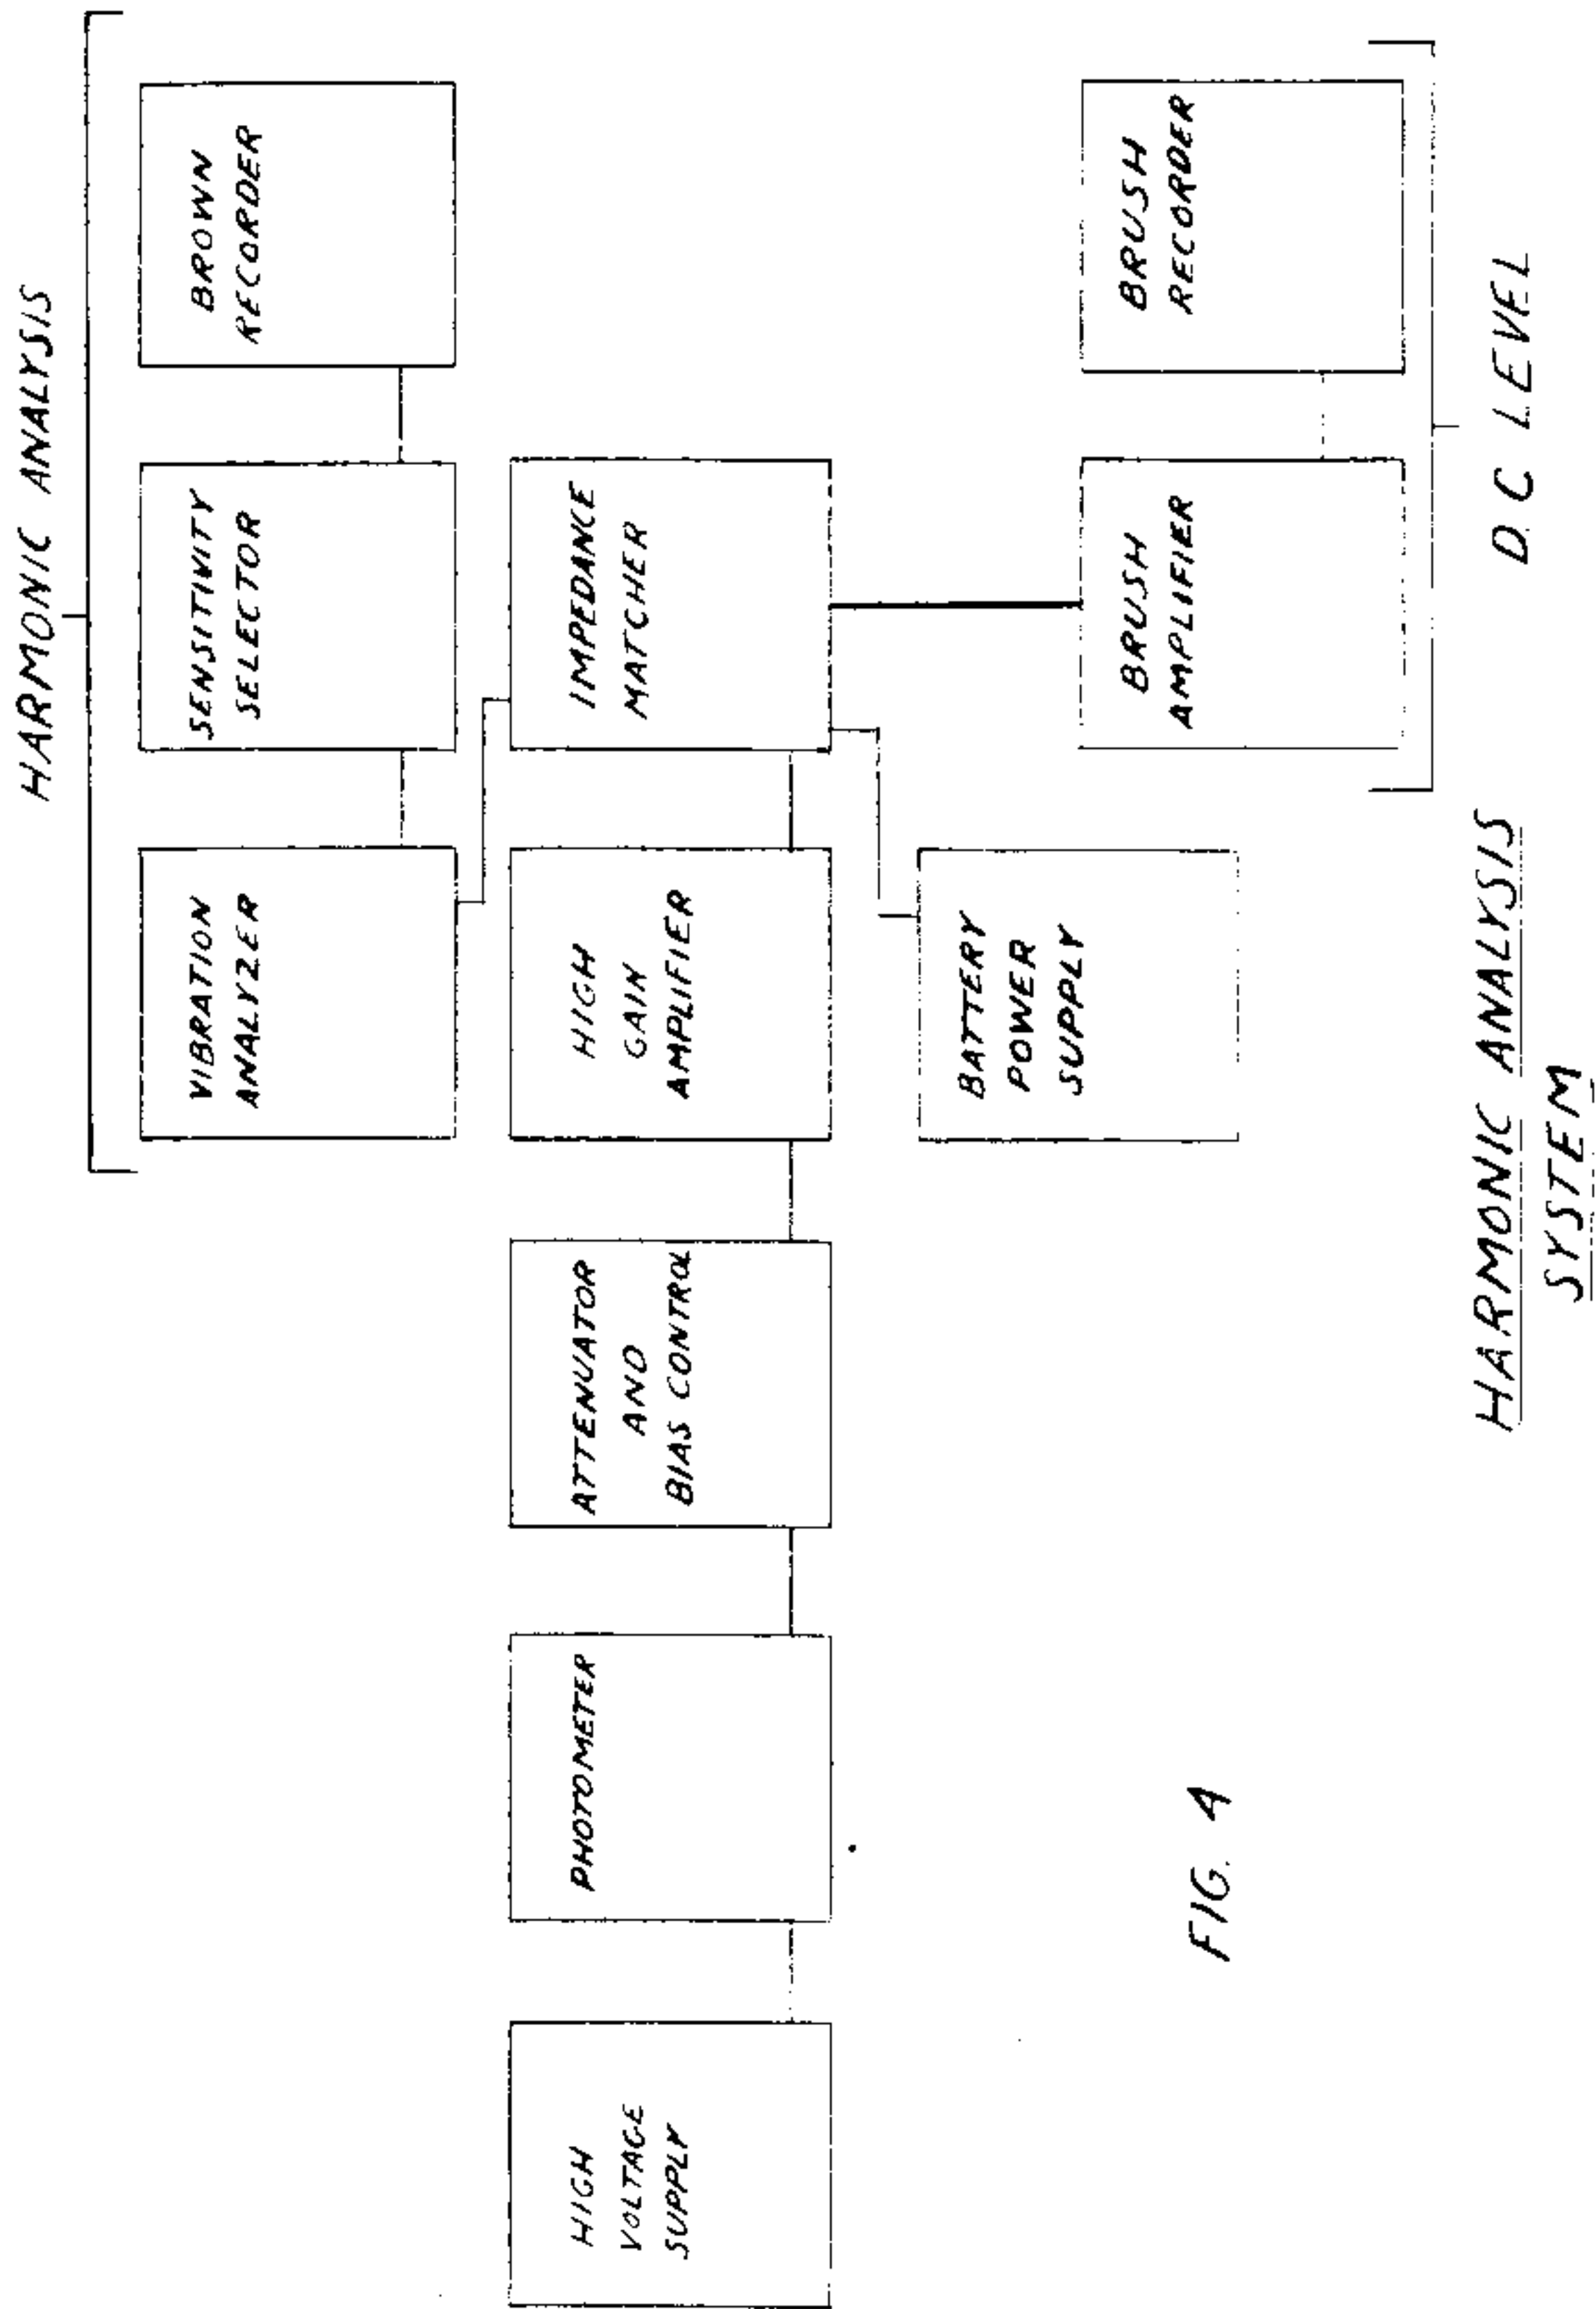 HARMONIC ANALYSIS
VIBRATION
ANALYZER
SENSITIVITY
SELECTOR
BROWN
RECORDER
HIGH
VOLTAGE
SUPPLY
PHOTOMETER
ATTENUATOR
AND
BIAS CONTROL
HIGH
GAIN
AMPLIFIER
IMPEDANCE
MATCHER
BATTERY
POWER
SUPPLY
BRUSH
AMPLIFIER
BRUSH
RECORDER
D.C LEVEL
FIG. 4
HARMONIC ANALYSIS
SYSTEM